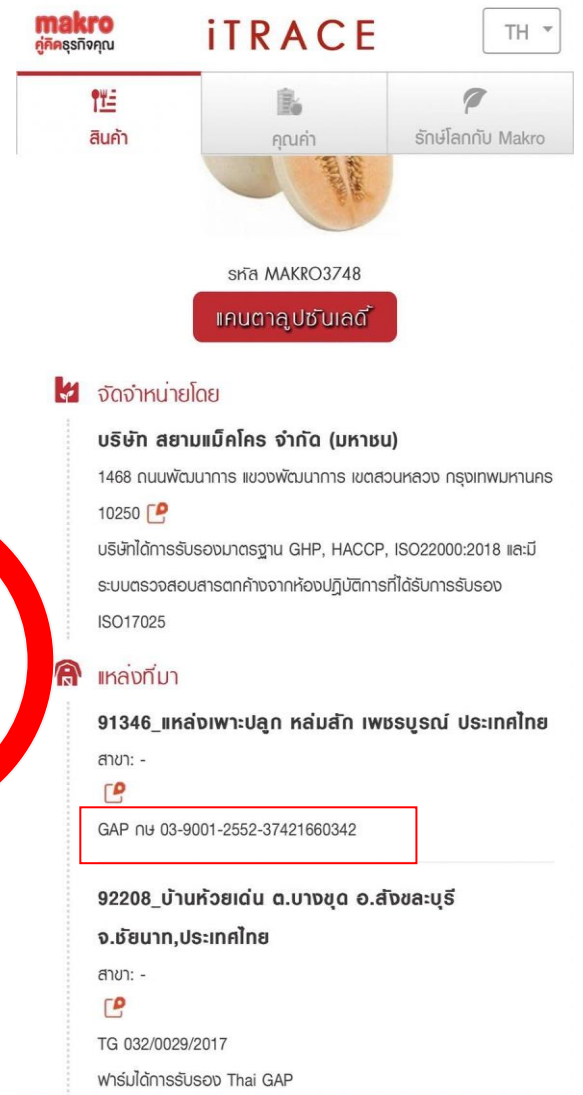 makro
คู่คิดธุรกิจคุณ
iTRACE
TH
สินค้า
คุณค่า
รักษ์โลกกับ Makro
รหัส MAKRO3748
แคนตาลูปซันเลดี้
จัดจำหน่ายโดย
บริษัท สยามแม็คโคร จำกัด (มหาชน)
1468 ถนนพัฒนาการ แขวงพัฒนาการ เขตสวนหลวง กรุงเทพมหานคร
10250
บริษัทได้การรับรองมาตรฐาน GHP, HACCP, ISO22000:2018 และมี
ระบบตรวจสอบสารตกค้างจากห้องปฏิบัติการที่ได้รับการรับรอง
ISO17025
แหล่งที่มา
91346_แหล่งเพาะปลูก หล่มสัก เพชรบูรณ์ ประเทศไทย
สาขา: -
GAP กษ 03-9001-2552-37421660342
92208_บ้านห้วยเด่น ต.บางขุด อ.สังขละบุรี
จ.ชัยนาท,ประเทศไทย
สาขา: -
TG 032/0029/2017
ฟาร์มได้การรับรอง Thai GAP